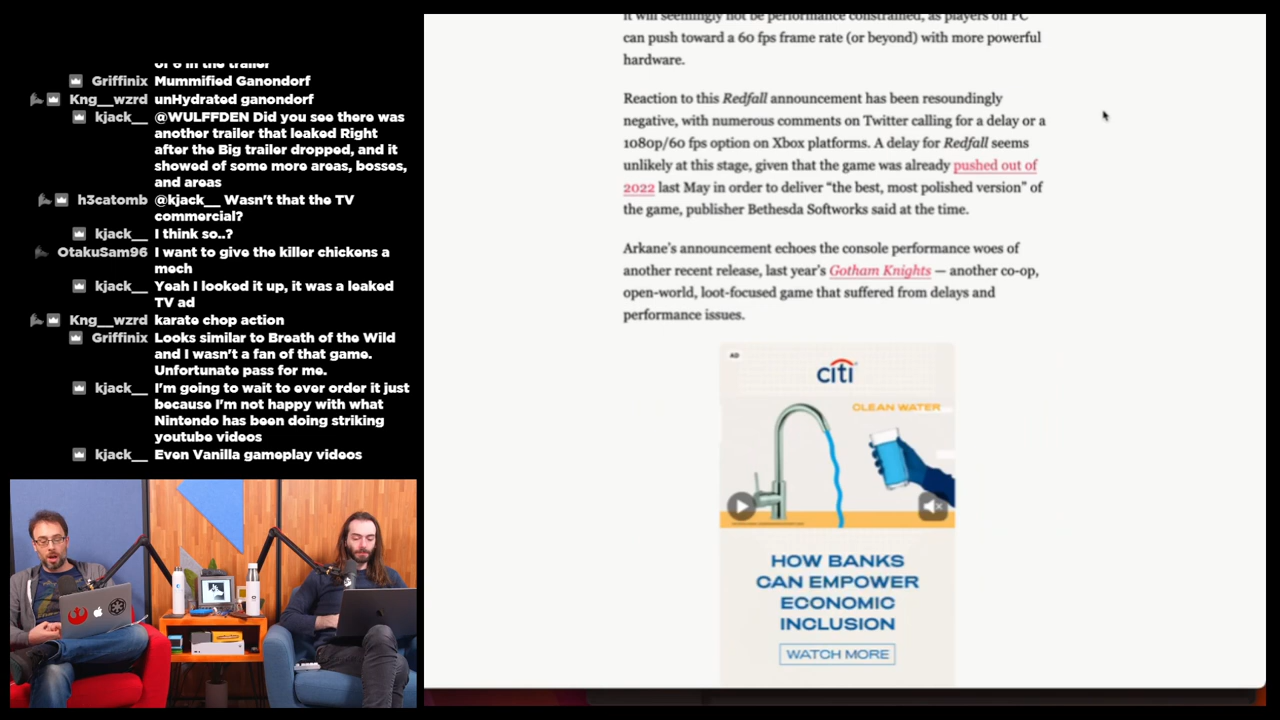 of 6 in the trailer
Griffinix Mummified Ganondorf
Kng__wzrd unHydrated ganondorf
kjack__ @WULFFDEN Did you see there was
another trailer that leaked Right
after the Big trailer dropped, and it
showed of some more areas, bosses,
and areas
h3catomb @kjack__ Wasn't that the TV
commercial?
kjack__ I think so..?
OtakuSam96 I want to give the killer chickens a
mech
kjack__ Yeah I looked it up, it was a leaked
TV ad
Kng__wzrd karate chop action
Griffinix Looks similar to Breath of the Wild
and I wasn't a fan of that game.
Unfortunate pass for me.
kjack__ I'm going to wait to ever order it just
because I'm not happy with what
Nintendo has been doing striking
youtube videos
kjack__ Even Vanilla gameplay videos
it will seemingly not be performance constrained, as players on PC
can push toward a 60 fps frame rate (or beyond) with more powerful
hardware.
Reaction to this Redfall announcement has been resoundingly
negative, with numerous comments on Twitter calling for a delay or a
1080p/60 fps option on Xbox platforms. A delay for Redfall seems
unlikely at this stage, given that the game was already pushed out of
2022 last May in order to deliver “the best, most polished version” of
the game, publisher Bethesda Softworks said at the time.
Arkane’s announcement echoes the console performance woes of
another recent release, last year’s Gotham Knights — another co-op,
open-world, loot-focused game that suffered from delays and
performance issues.
AD
citi
CLEAN WATER
HOW BANKS
CAN EMPOWER
ECONOMIC
INCLUSION
WATCH MORE